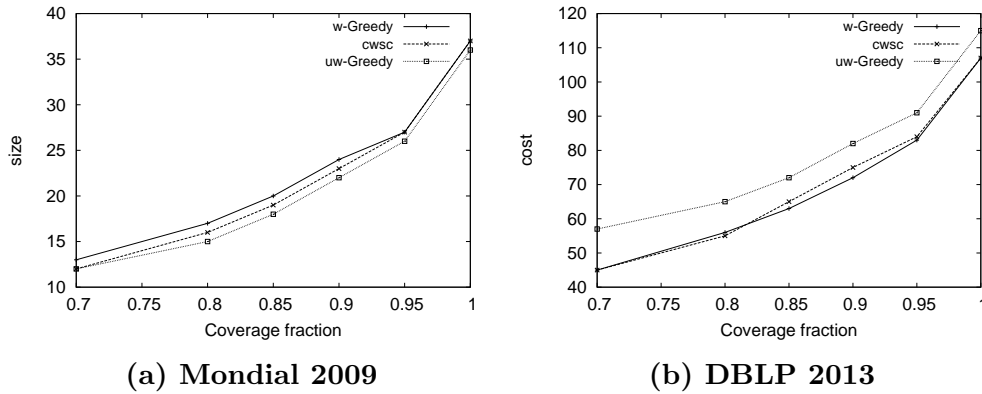 40
35
30
25
20
15
10
0.7 0.75 0.8 0.85 0.9 0.95 1
size
Coverage fraction
w-Greedy
cwsc
uw-Greedy
(a) Mondial 2009
120
110
100
90
80
70
60
50
40
0.7 0.75 0.8 0.85 0.9 0.95 1
cost
Coverage fraction
w-Greedy
cwsc
uw-Greedy
(b) DBLP 2013